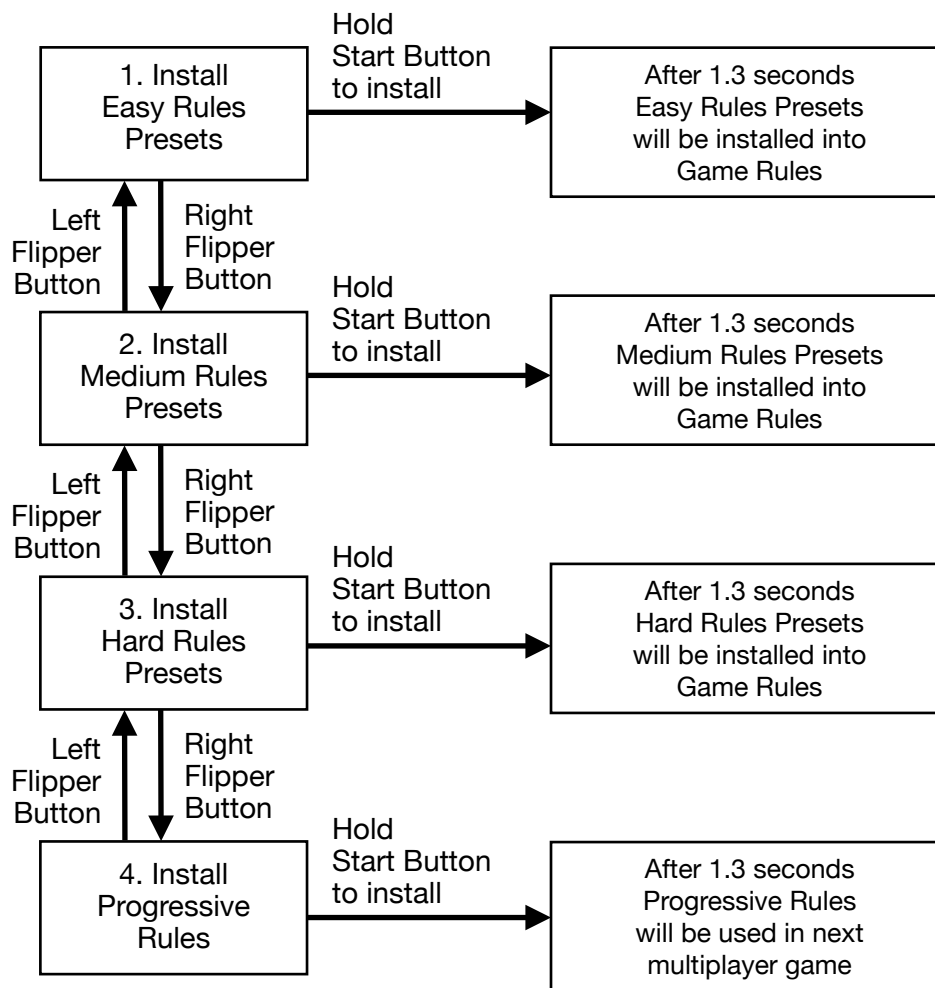 1. Install
Easy Rules
Presets
Hold
Start Button
to install
After 1.3 seconds
Easy Rules Presets
will be installed into
Game Rules
Left
Flipper
Button
Right
Flipper
Button
2. Install
Medium Rules
Presets
Hold
Start Button
to install
After 1.3 seconds
Medium Rules Presets
will be installed into
Game Rules
Left
Flipper
Button
Right
Flipper
Button
3. Install
Hard Rules
Presets
Hold
Start Button
to install
After 1.3 seconds
Hard Rules Presets
will be installed into
Game Rules
Left
Flipper
Button
Right
Flipper
Button
4. Install
Progressive
Rules
Hold
Start Button
to install
After 1.3 seconds
Progressive Rules
will be used in next
multiplayer game